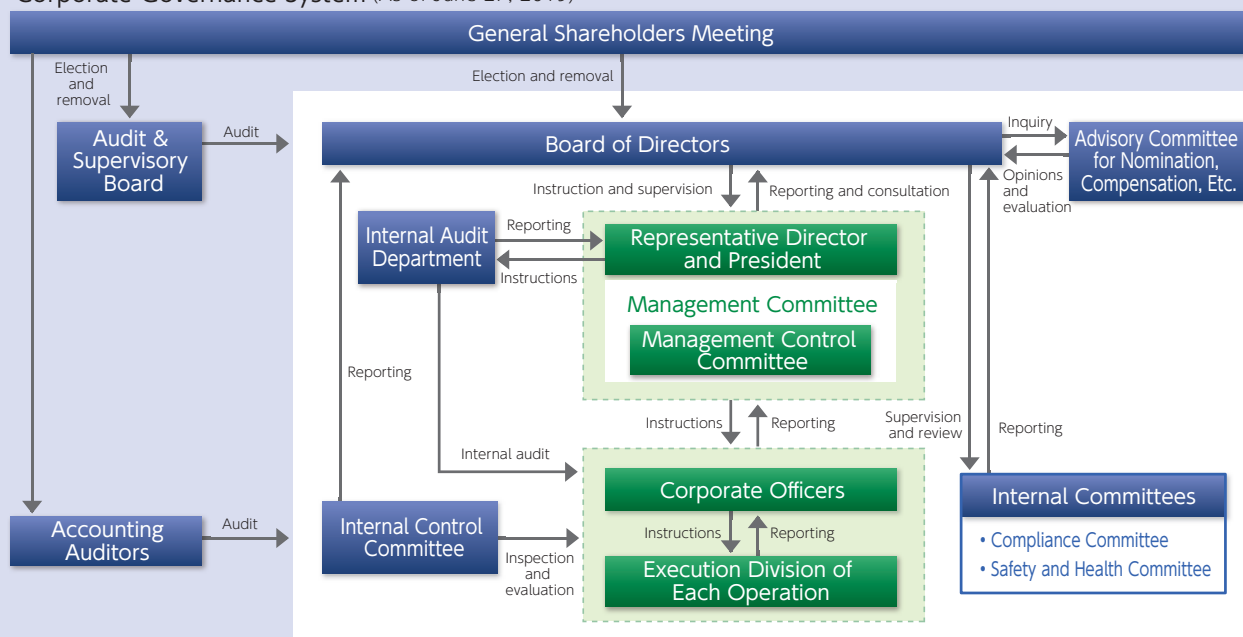 General Shareholders Meeting
Election
and
removal
Election and removal
Audit &
Supervisory
Board
Audit
Board of Directors
Inquiry
Opinions
and
evaluation
Advisory Committee
for Nomination,
Compensation, Etc.
Instruction and supervision
Reporting and consultation
Internal Audit
Department
Reporting
Instructions
Representative Director
and President
Management Committee
Management Control
Committee
Reporting
Instructions
Reporting
Supervision
and review
Reporting
Internal audit
Corporate Officers
Instructions
Reporting
Execution Division of
Each Operation
Internal Committees
• Compliance Committee
• Safety and Health Committee
Accounting
Auditors
Audit
Internal Control
Committee
Inspection
and
evaluation